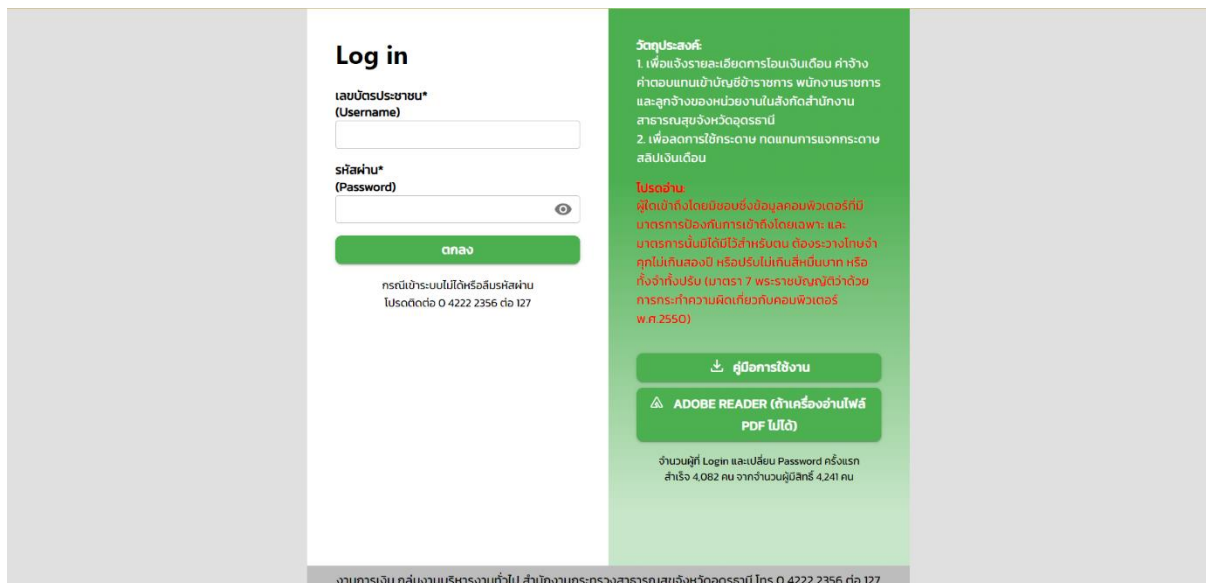 Log in
เลขบัตรประชาชน*
(Username)
รหัสผ่าน*
(Password)
ตกลง
กรณีเข้าระบบไม่ได้หรือลืมรหัสผ่าน
โปรดติดต่อ 0 4222 2356 ต่อ 127
วัตถุประสงค์:
1. เพื่อแจ้งรายละเอียดการโอนเงินเดือน ค่าจ้าง
ค่าตอบแทนเข้าบัญชีข้าราชการ พนักงานราชการ
และลูกจ้างของหน่วยงานในสังกัดสำนักงาน
สาธารณสุขจังหวัดอุดรธานี
2. เพื่อลดการใช้กระดาษ ทดแทนการแจกกระดาษ
สลิปเงินเดือน
โปรดอ่าน:
ผู้ใดเข้าถึงโดยมิชอบซึ่งข้อมูลคอมพิวเตอร์ที่มี
มาตรการป้องกันการเข้าถึงโดยเฉพาะ และ
มาตรการนั้นมิได้มีไว้สำหรับตน ต้องระวางโทษจำ
คุกไม่เกินสองปี หรือปรับไม่เกินสี่หมื่นบาท หรือ
ทั้งจำทั้งปรับ (มาตรา 7 พระราชบัญญัติว่าด้วย
การกระทำความผิดเกี่ยวกับคอมพิวเตอร์
พ.ศ.2550)
คู่มือการใช้งาน
ADOBE READER (ถ้าเครื่องอ่านไฟล์
PDF ไม่ได้)
จำนวนผู้ที่ Login และเปลี่ยน Password ครั้งแรก
สำเร็จ 4,082 คน จากจำนวนผู้มีสิทธิ์ 4,241 คน
งานการเงิน กลุ่มงานบริหารงานทั่วไป สำนักงานกระทรวงสาธารณสุขจังหวัดอุดรธานี โทร 0 4222 2356 ต่อ 127